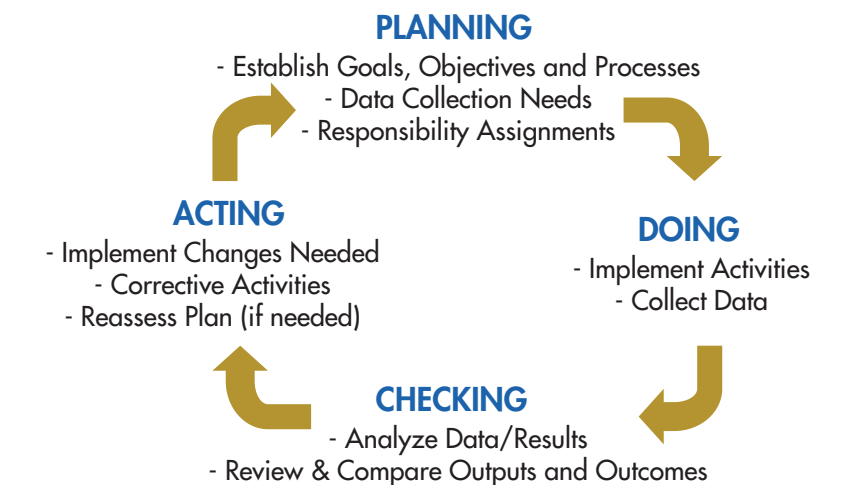 PLANNING
- Establish Goals, Objectives and Processes
- Data Collection Needs
- Responsibility Assignments
DOING
- Implement Activities
- Collect Data
CHECKING
- Analyze Data/Results
- Review & Compare Outputs and Outcomes
ACTING
- Implement Changes Needed
- Corrective Activities
- Reassess Plan (if needed)